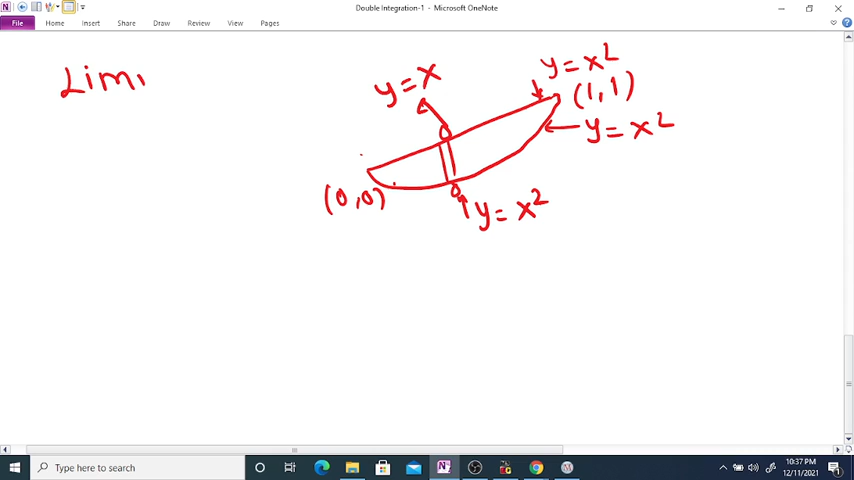 Double Integration-1 - Microsoft OneNote
File Home Insert Draw Review View Pages
Lim
y = x
y = x²
(1, 1)
y = x²
(0,0)
y = x²
Type here to search
10:37 PM
12/11/2021